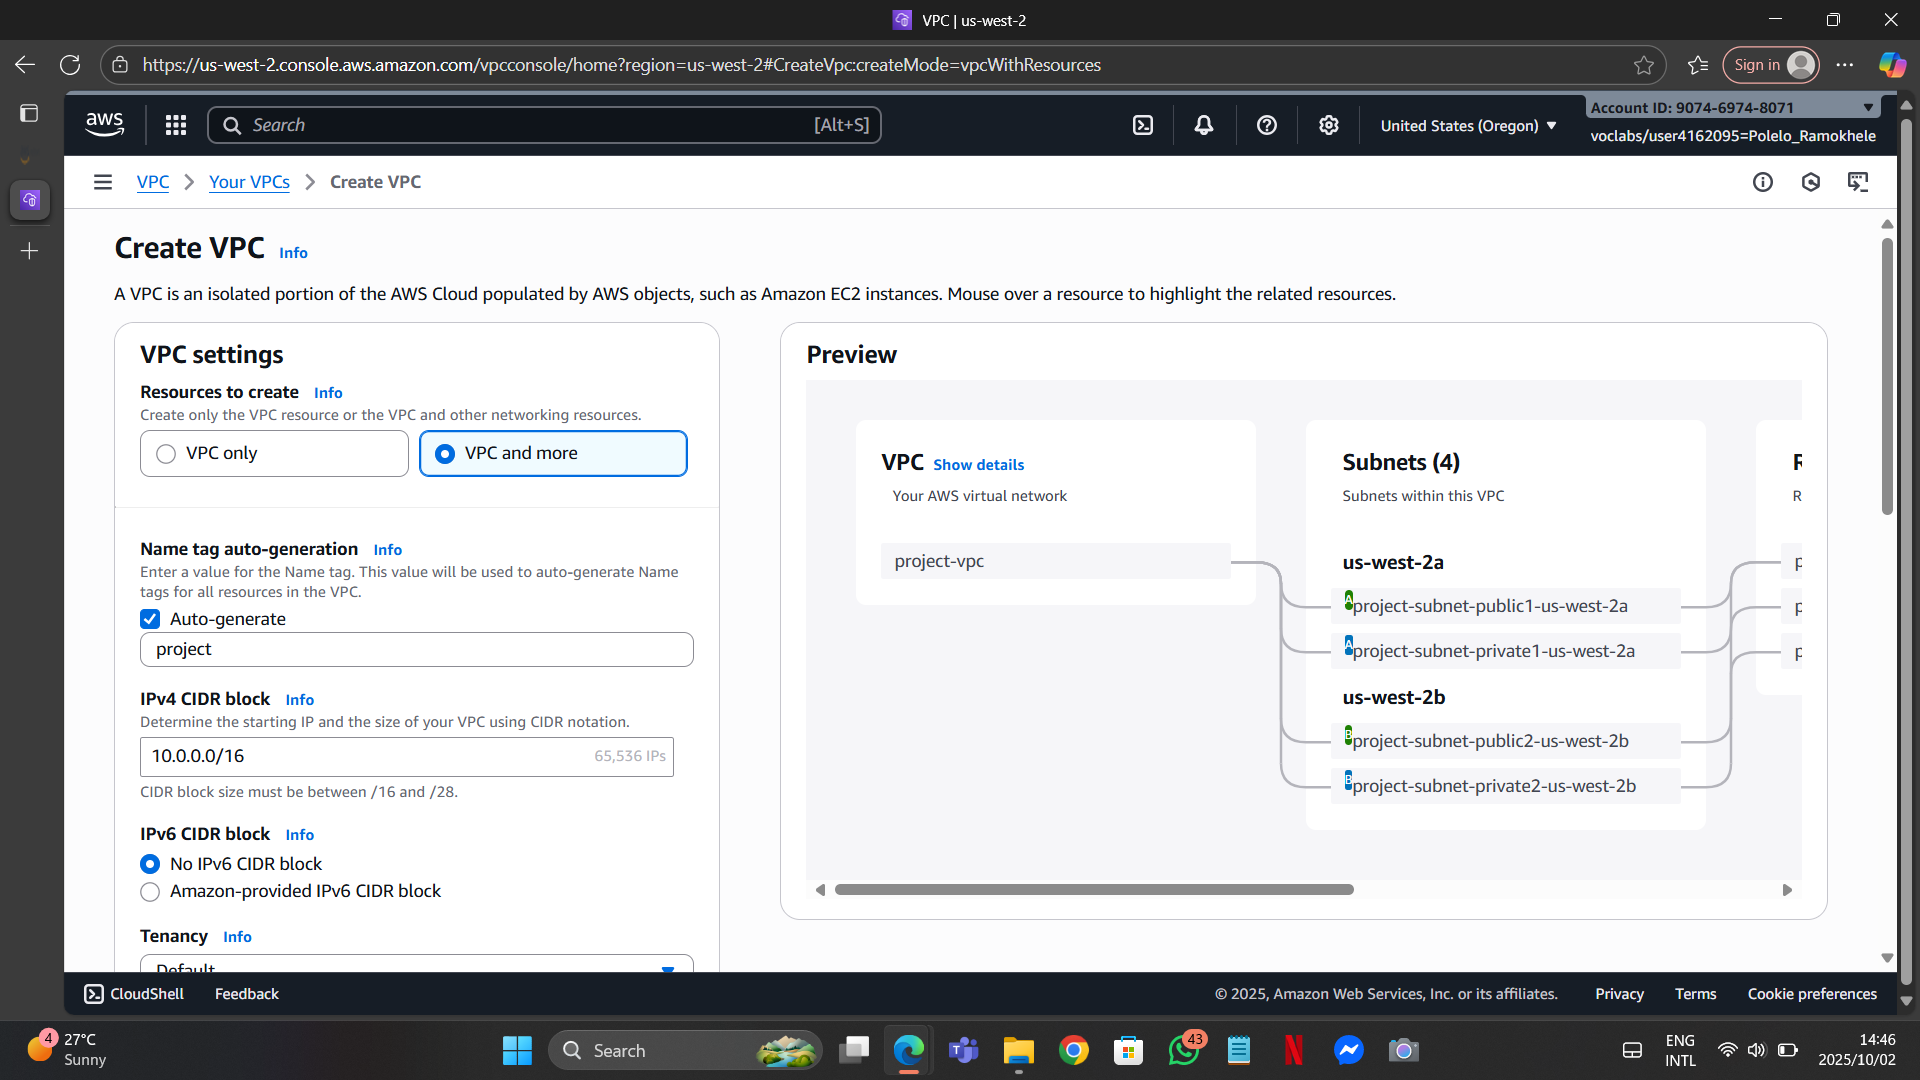 VPC | us-west-2
https://us-west-2.console.aws.amazon.com/vpcconsole/home?region=us-west-2#CreateVpc:createMode=vpcWithResources
Sign in
aws
Search
[Alt+S]
United States (Oregon)
Account ID: 9074-6974-8071
voclabs/user4162095=Polelo_Ramokhele
VPC
Your VPCs
Create VPC
Create VPC Info
A VPC is an isolated portion of the AWS Cloud populated by AWS objects, such as Amazon EC2 instances. Mouse over a resource to highlight the related resources.
VPC settings
Resources to create Info
Create only the VPC resource or the VPC and other networking resources.
VPC only
VPC and more
Name tag auto-generation Info
Enter a value for the Name tag. This value will be used to auto-generate Name
tags for all resources in the VPC.
Auto-generate
project
IPv4 CIDR block Info
Determine the starting IP and the size of your VPC using CIDR notation.
10.0.0.0/16 65,536 IPs
CIDR block size must be between /16 and /28.
IPv6 CIDR block Info
No IPv6 CIDR block
Amazon-provided IPv6 CIDR block
Tenancy Info
Default
Preview
VPC Show details
Your AWS virtual network
project-vpc
Subnets (4)
Subnets within this VPC
us-west-2a
A project-subnet-public1-us-west-2a
A project-subnet-private1-us-west-2a
us-west-2b
B project-subnet-public2-us-west-2b
B project-subnet-private2-us-west-2b
R
R
p
p
p
CloudShell
Feedback
© 2025, Amazon Web Services, Inc. or its affiliates.
Privacy
Terms
Cookie preferences
4
27°C
Sunny
Search
43
ENG
INTL
14:46
2025/10/02